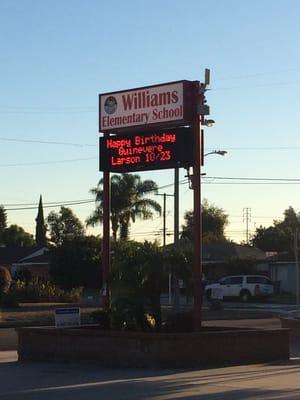 Williams
Elementary School
Happy Birthday
Guinevere
Larson 10/23